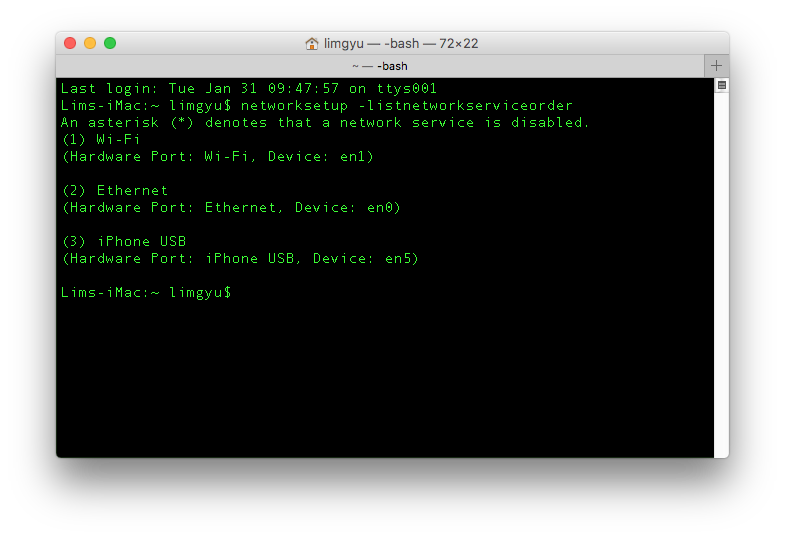 limgyu — -bash — 72×22
~ — -bash
Last login: Tue Jan 31 09:47:57 on ttys001
Lims-iMac:~ limgyu$ networksetup -listnetworkserviceorder
An asterisk (*) denotes that a network service is disabled.
(1) Wi-Fi
(Hardware Port: Wi-Fi, Device: en1)
(2) Ethernet
(Hardware Port: Ethernet, Device: en0)
(3) iPhone USB
(Hardware Port: iPhone USB, Device: en5)
Lims-iMac:~ limgyu$